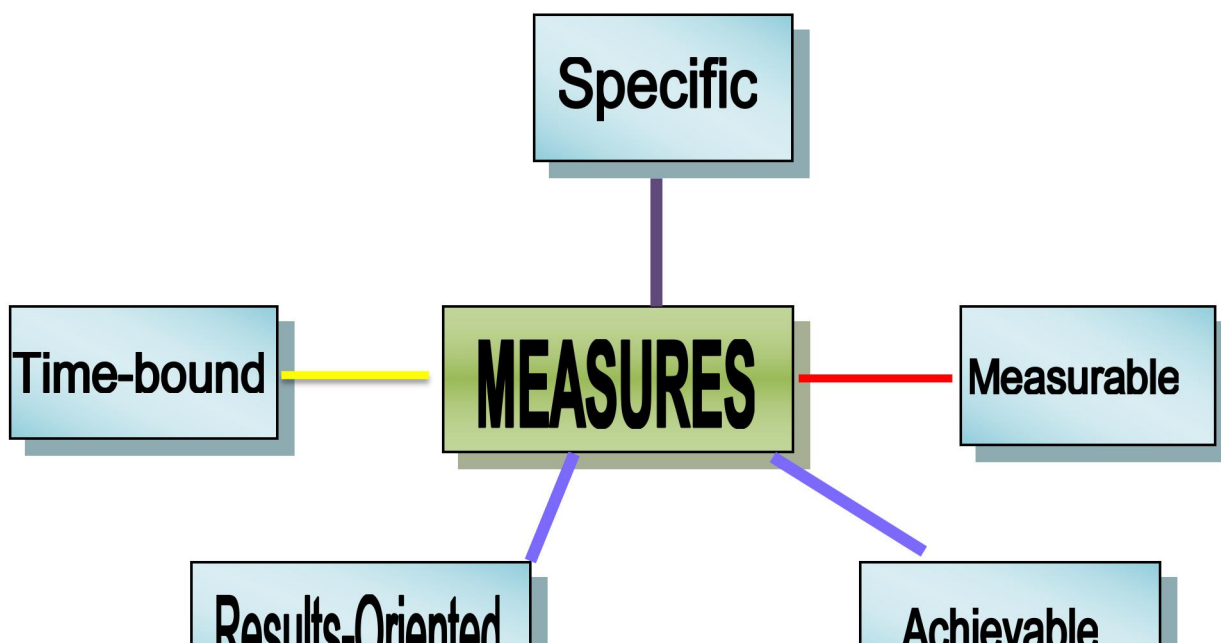 Specific
Time-bound
MEASURES
Measurable
Results-Oriented
Achievable